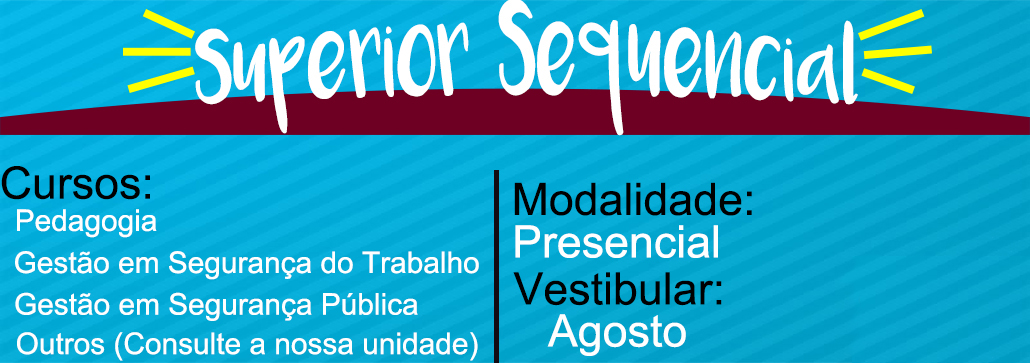 Superior Sequencial
Cursos:
Pedagogia
Gestão em Segurança do Trabalho
Gestão em Segurança Pública
Outros (Consulte a nossa unidade)
Modalidade:
Presencial
Vestibular:
Agosto